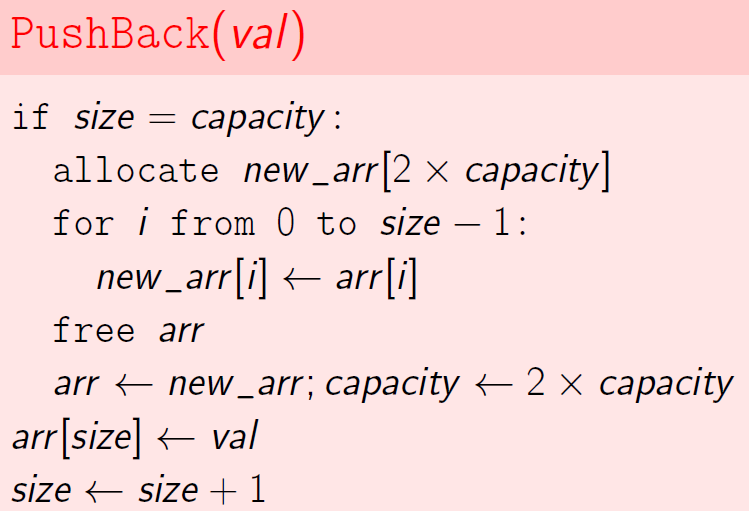 PushBack(val)
if size = capacity:
allocate new_arr[2 × capacity]
for i from 0 to size − 1:
new_arr[i] ← arr[i]
free arr
arr ← new_arr; capacity ← 2 × capacity
arr[size] ← val
size ← size + 1